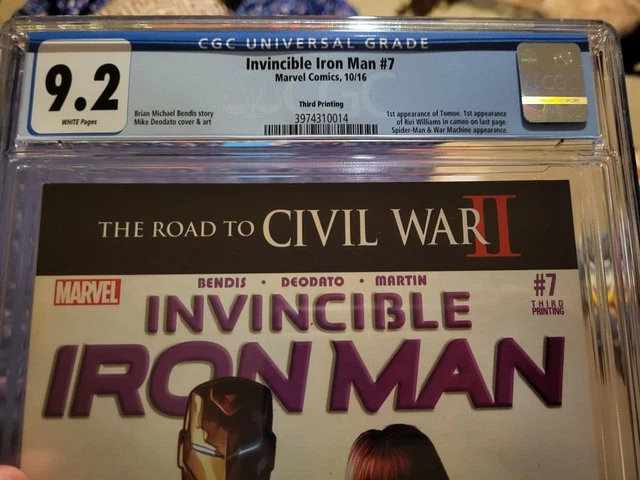 CGC UNIVERSAL GRADE
9.2
WHITE Pages
Invincible Iron Man #7
Marvel Comics, 10/16
Third Printing
Brian Michael Bendis story
Mike Deodato cover & art
3974310014
1st appearance of Tomoe. 1st appearance
of Riri Williams in cameo on last page.
Spider-Man & War Machine appearance.
CGC
THE ROAD TO CIVIL WAR II
MARVEL
BENDIS • DEODATO • MARTIN
#7
THIRD
PRINTING
INVINCIBLE
IRON MAN